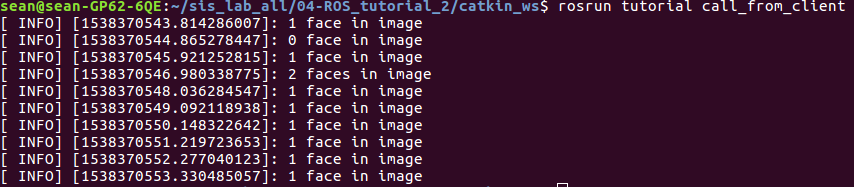 sean@sean-GP62-6QE:~/sis_lab_all/04-ROS_tutorial_2/catkin_ws$ rosrun tutorial call_from_client
[ INFO] [1538370543.814286007]: 1 face in image
[ INFO] [1538370544.865278447]: 0 face in image
[ INFO] [1538370545.921252815]: 1 face in image
[ INFO] [1538370546.980338775]: 2 faces in image
[ INFO] [1538370548.036284547]: 1 face in image
[ INFO] [1538370549.092118938]: 1 face in image
[ INFO] [1538370550.148322642]: 1 face in image
[ INFO] [1538370551.219723653]: 1 face in image
[ INFO] [1538370552.277040123]: 1 face in image
[ INFO] [1538370553.330485057]: 1 face in image